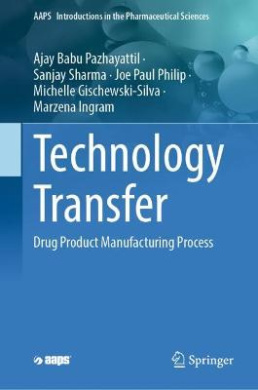 AAPS Introductions in the Pharmaceutical Sciences
Ajay Babu Pazhayattil ·
Sanjay Sharma · Joe Paul Philip ·
Michelle Gischewski-Silva ·
Marzena Ingram
Technology
Transfer
Drug Product Manufacturing Process
aaps
Springer